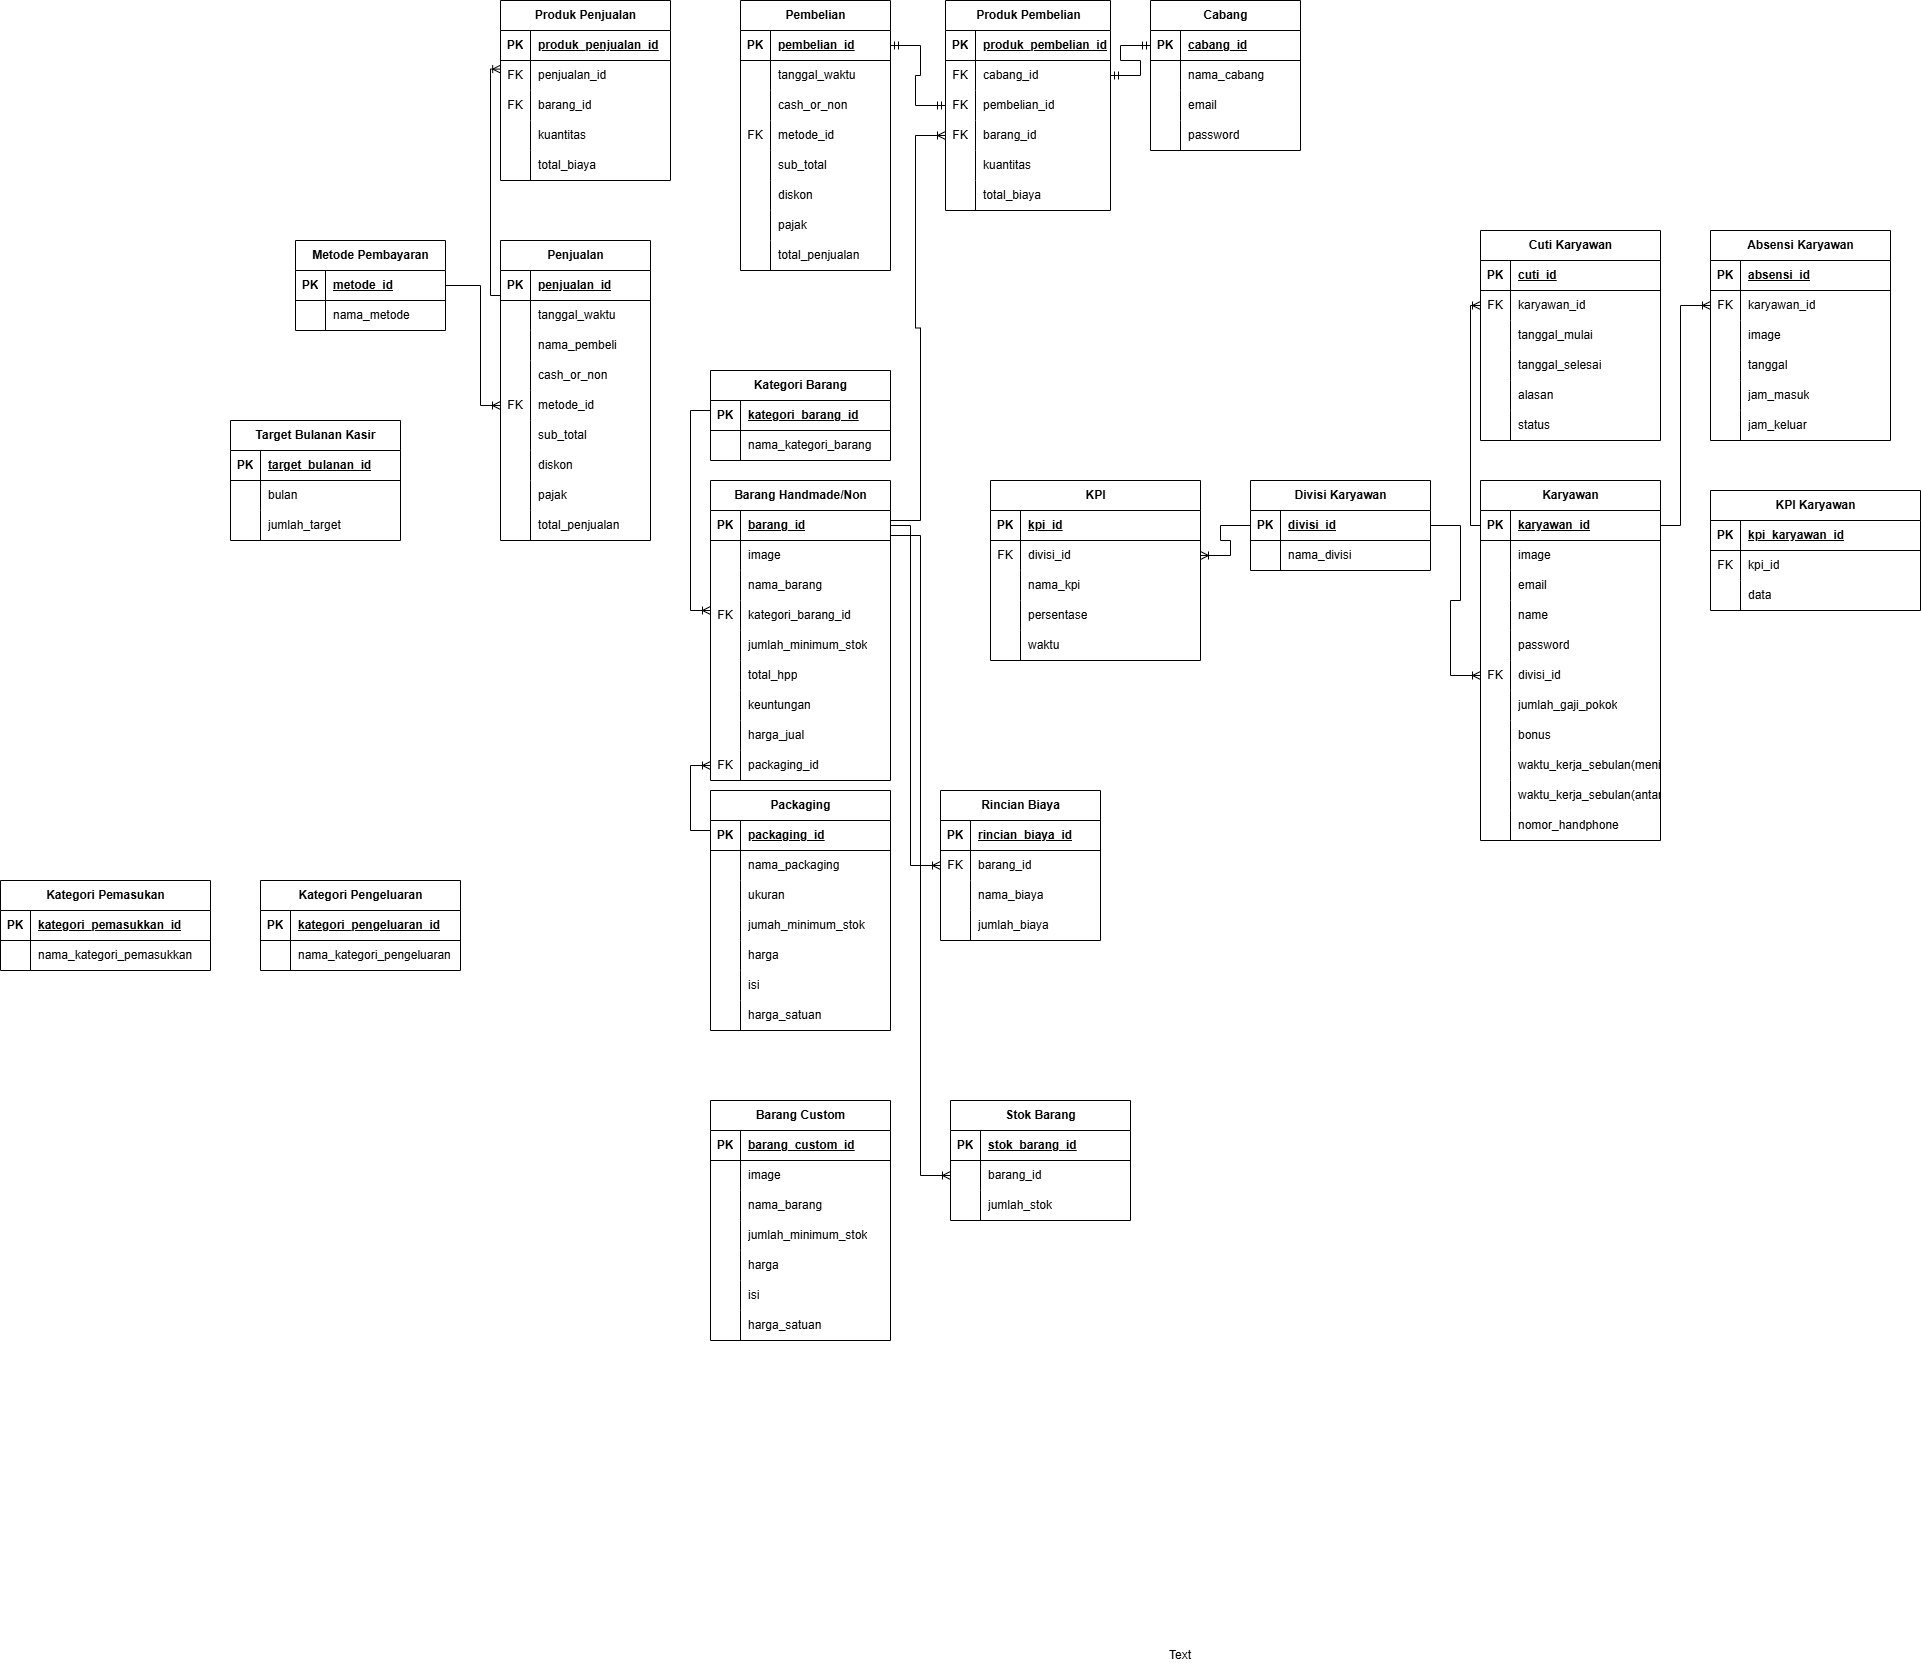 Produk Penjualan
PK produk_penjualan_id
FK penjualan_id
FK barang_id
kuantitas
total_biaya
Pembelian
PK pembelian_id
tanggal_waktu
cash_or_non
FK metode_id
sub_total
diskon
pajak
total_penjualan
Produk Pembelian
PK produk_pembelian_id
FK cabang_id
FK pembelian_id
FK barang_id
kuantitas
total_biaya
Cabang
PK cabang_id
nama_cabang
email
password
Metode Pembayaran
PK metode_id
nama_metode
Penjualan
PK penjualan_id
tanggal_waktu
nama_pembeli
cash_or_non
FK metode_id
sub_total
diskon
pajak
total_penjualan
Cuti Karyawan
PK cuti_id
FK karyawan_id
tanggal_mulai
tanggal_selesai
alasan
status
Absensi Karyawan
PK absensi_id
FK karyawan_id
image
tanggal
jam_masuk
jam_keluar
Kategori Barang
PK kategori_barang_id
nama_kategori_barang
Target Bulanan Kasir
PK target_bulanan_id
bulan
jumlah_target
Barang Handmade/Non
PK barang_id
image
nama_barang
FK kategori_barang_id
jumlah_minimum_stok
total_hpp
keuntungan
harga_jual
FK packaging_id
KPI
PK kpi_id
FK divisi_id
nama_kpi
persentase
waktu
Divisi Karyawan
PK divisi_id
nama_divisi
Karyawan
PK karyawan_id
image
email
name
password
FK divisi_id
jumlah_gaji_pokok
bonus
waktu_kerja_sebulan(meni
waktu_kerja_sebulan(antar
nomor_handphone
KPI Karyawan
PK kpi_karyawan_id
FK kpi_id
data
Packaging
PK packaging_id
nama_packaging
ukuran
jumah_minimum_stok
harga
isi
harga_satuan
Rincian Biaya
PK rincian_biaya_id
FK barang_id
nama_biaya
jumlah_biaya
Kategori Pemasukan
PK kategori_pemasukkan_id
nama_kategori_pemasukkan
Kategori Pengeluaran
PK kategori_pengeluaran_id
nama_kategori_pengeluaran
Barang Custom
PK barang_custom_id
image
nama_barang
jumlah_minimum_stok
harga
isi
harga_satuan
Stok Barang
PK stok_barang_id
barang_id
jumlah_stok
Text